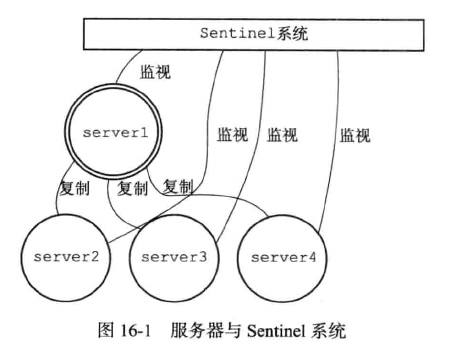 Sentinel系统
监视
server1
监视 监视 监视
复制 复制 复制
server2 server3 server4
图 16-1 服务器与 Sentinel 系统